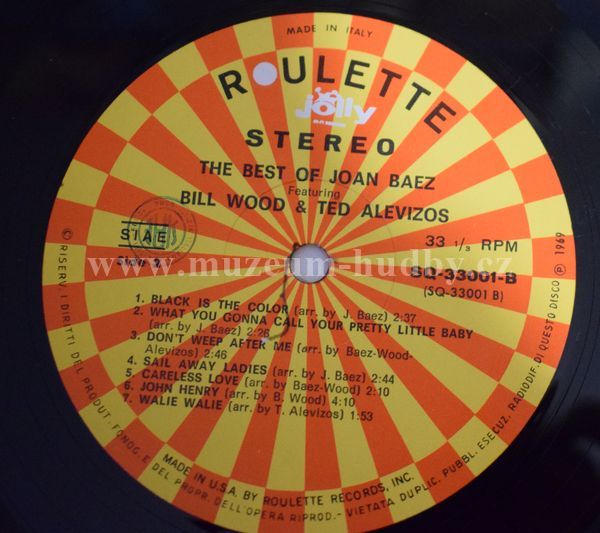 MADE IN ITALY
ROULETTE
jolly
STEREO
THE BEST OF JOAN BAEZ
Featuring
BILL WOOD & TED ALEVIZOS
SIAE
33 1/3 RPM
Side 2
SQ-33001-B
(SQ-33001 B)
www.muzeum-hudby.cz
1. BLACK IS THE COLOR (arr. by J. Baez) 2:37
2. WHAT YOU GONNA CALL YOUR PRETTY LITTLE BABY
(arr. by J. Baez) 2:26
3. DON'T WEEP AFTER ME (arr. by Baez-Wood-
Alevizos) 2:46
4. SAIL AWAY LADIES (arr. by J. Baez) 2:44
5. CARELESS LOVE (arr. by Baez-Wood) 2:10
6. JOHN HENRY (arr. by B. Wood) 4:10
7. WALIE WALIE (arr. by T. Alevizos) 1:53
MADE IN U.S.A. BY ROULETTE RECORDS, INC.
© RISERV. I DIRITTI DEL PRODUT. FONOG. E DEL PROPR. DELL'OPERA RIPROD.- VIETATA DUPLIC. PUBBL. ESECUZ. RADIODIF. DI QUESTO DISCO ℗ 1969